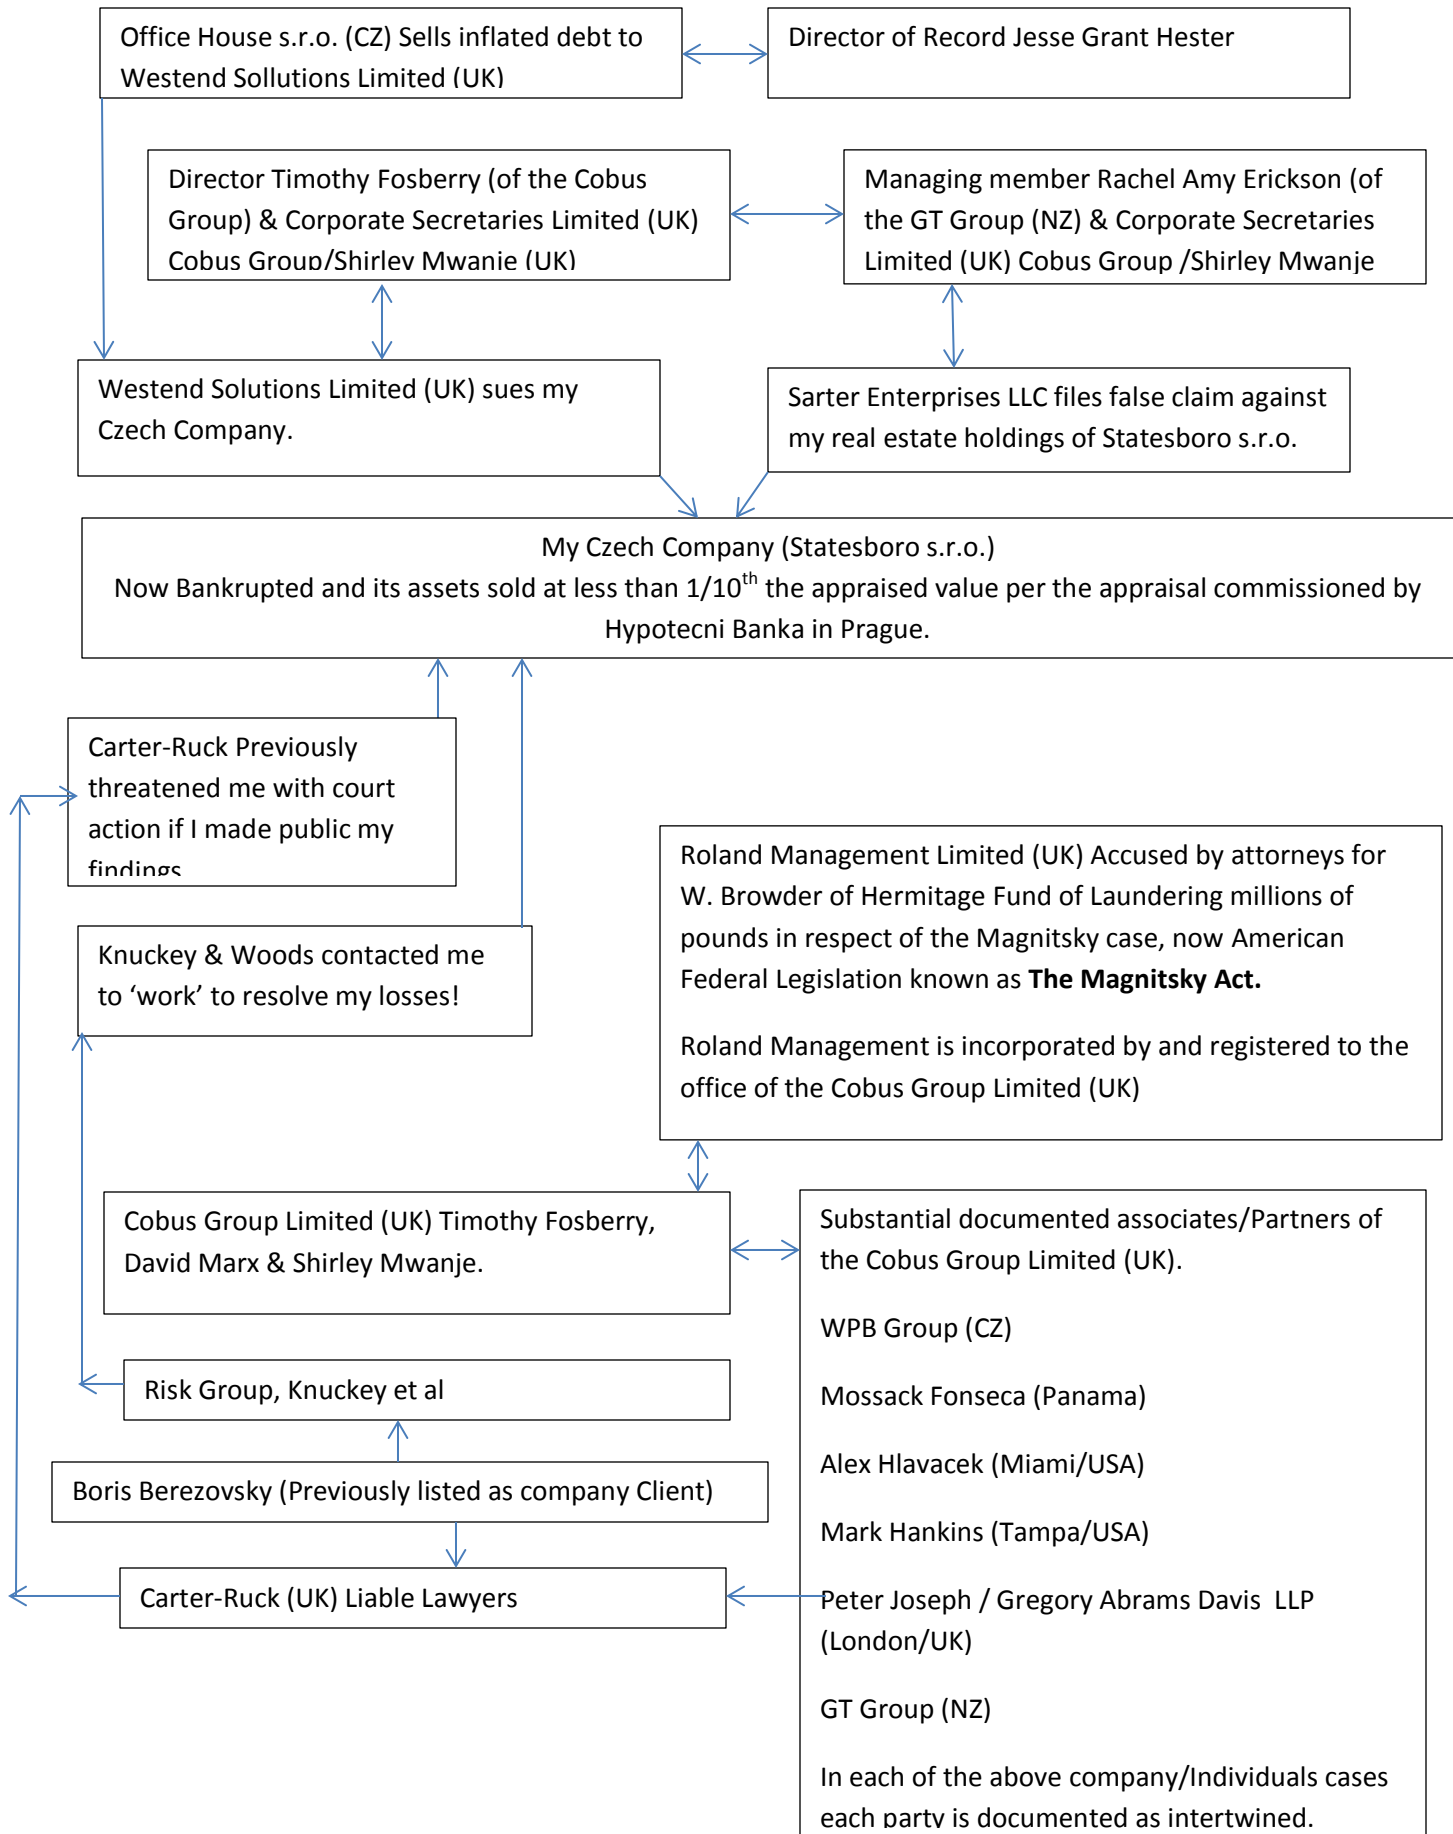 Office House s.r.o. (CZ) Sells inflated debt to
Westend Sollutions Limited (UK)
Director of Record Jesse Grant Hester
Director Timothy Fosberry (of the Cobus
Group) & Corporate Secretaries Limited (UK)
Cobus Group/Shirley Mwanje (UK)
Managing member Rachel Amy Erickson (of
the GT Group (NZ) & Corporate Secretaries
Limited (UK) Cobus Group /Shirley Mwanje
Westend Solutions Limited (UK) sues my
Czech Company.
Sarter Enterprises LLC files false claim against
my real estate holdings of Statesboro s.r.o.
My Czech Company (Statesboro s.r.o.)
Now Bankrupted and its assets sold at less than 1/10th the appraised value per the appraisal commissioned by
Hypotecni Banka in Prague.
Carter-Ruck Previously
threatened me with court
action if I made public my
findings
Roland Management Limited (UK) Accused by attorneys for
W. Browder of Hermitage Fund of Laundering millions of
pounds in respect of the Magnitsky case, now American
Federal Legislation known as The Magnitsky Act.
Roland Management is incorporated by and registered to the
office of the Cobus Group Limited (UK)
Knuckey & Woods contacted me
to ‘work’ to resolve my losses!
Cobus Group Limited (UK) Timothy Fosberry,
David Marx & Shirley Mwanje.
Substantial documented associates/Partners of
the Cobus Group Limited (UK).
WPB Group (CZ)
Mossack Fonseca (Panama)
Alex Hlavacek (Miami/USA)
Mark Hankins (Tampa/USA)
Peter Joseph / Gregory Abrams Davis  LLP
(London/UK)
GT Group (NZ)
In each of the above company/Individuals cases
each party is documented as intertwined.
Risk Group, Knuckey et al
Boris Berezovsky (Previously listed as company Client)
Carter-Ruck (UK) Liable Lawyers